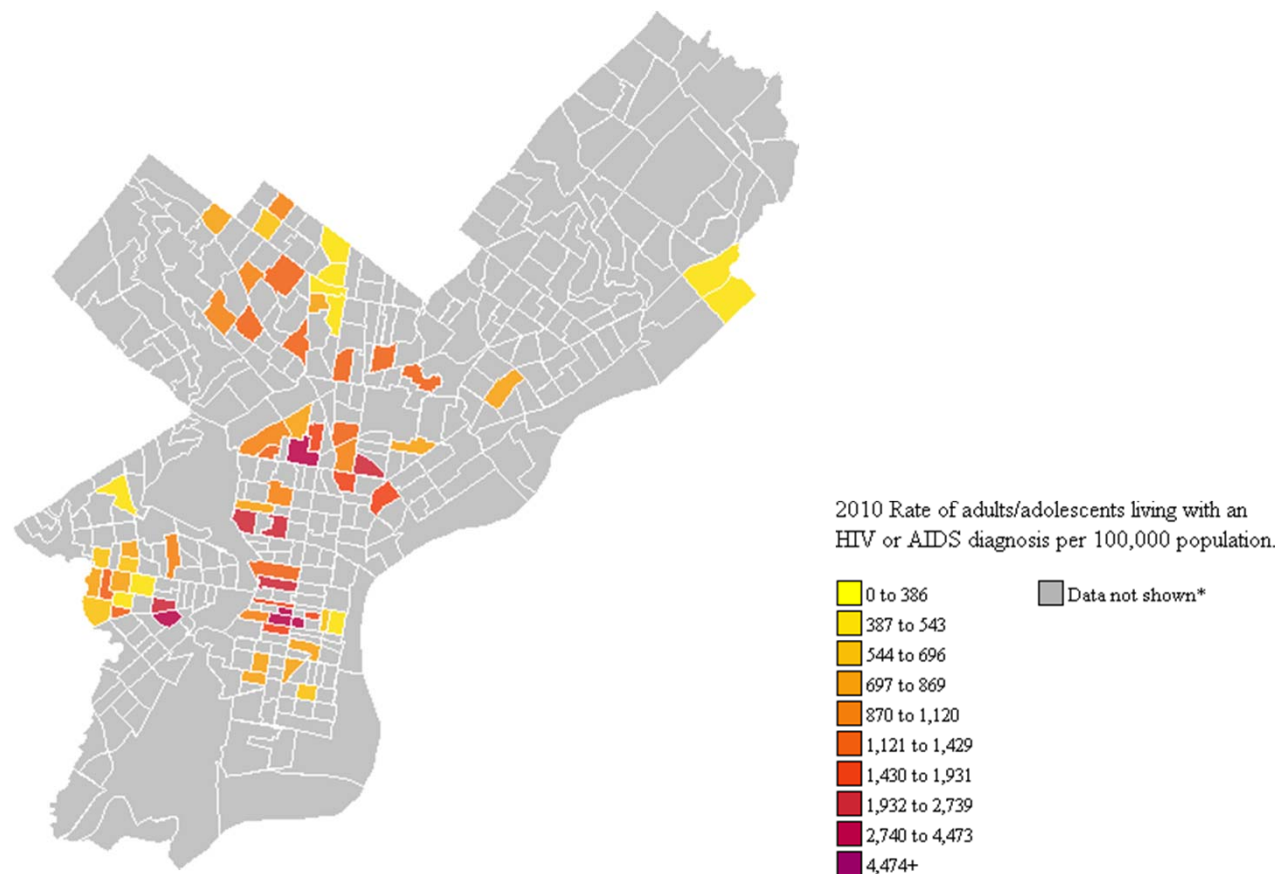 2010 Rate of adults/adolescents living with an
HIV or AIDS diagnosis per 100,000 population.
0 to 386
Data not shown*
387 to 543
544 to 696
697 to 869
870 to 1,120
1,121 to 1,429
1,430 to 1,931
1,932 to 2,739
2,740 to 4,473
4,474+